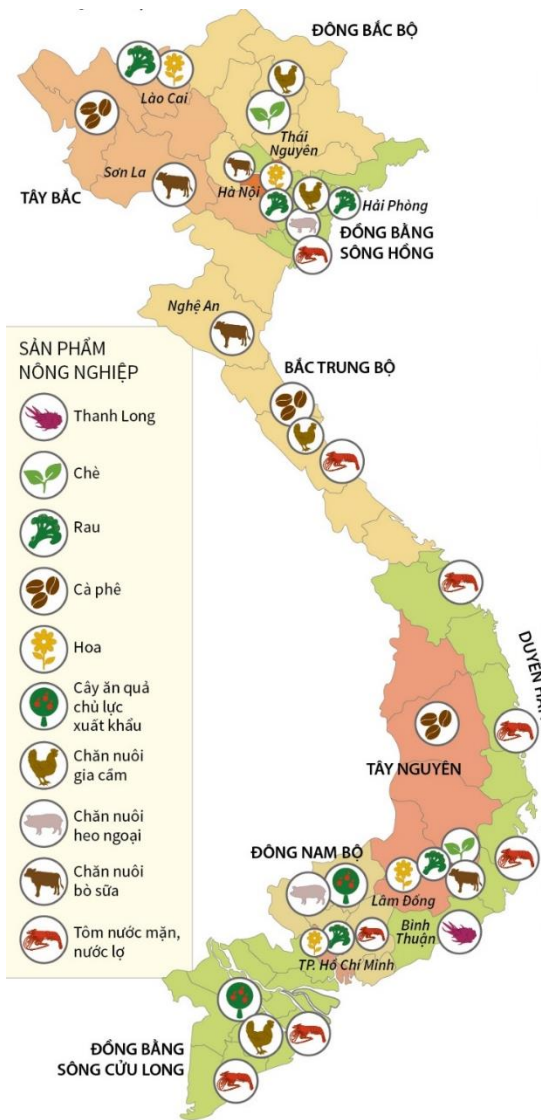 ĐÔNG BẮC BỘ
Lào Cai
Thái
Nguyên
Sơn La
Hà Nội
TÂY BẮC
Hải Phòng
ĐỒNG BẰNG
SÔNG HỒNG
Nghệ An
BẮC TRUNG BỘ
SẢN PHẨM
NÔNG NGHIỆP
Thanh Long
Chè
Rau
Cà phê
Hoa
Cây ăn quả
chủ lực
xuất khẩu
Chăn nuôi
gia cầm
Chăn nuôi
heo ngoại
Chăn nuôi
bò sữa
Tôm nước mặn,
nước lợ
DUYÊN
TÂY NGUYÊN
ĐÔNG NAM BỘ
Lâm Đồng
Bình
Thuận
TP. Hồ Chí Minh
ĐỒNG BẰNG
SÔNG CỬU LONG